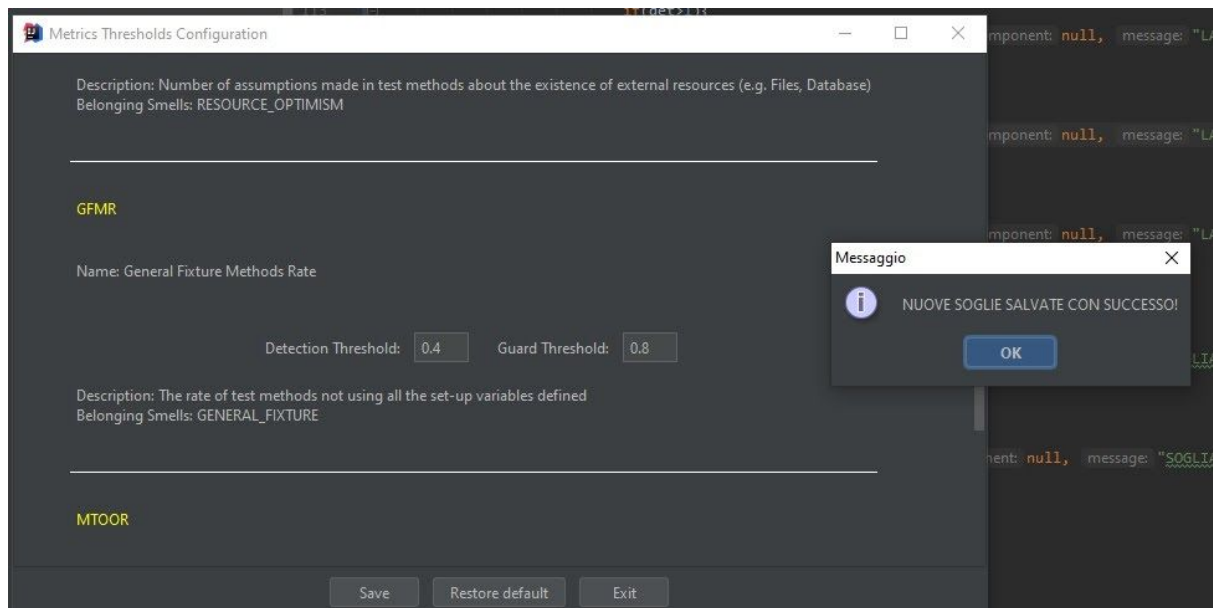 if(det>1){
Metrics Thresholds Configuration
mponent: null, message: "LA
Description: Number of assumptions made in test methods about the existence of external resources (e.g. Files, Database)
Belonging Smells: RESOURCE_OPTIMISM
mponent: null, message: "LA
GFMR
mponent: null, message: "LA
Messaggio
Name: General Fixture Methods Rate
NUOVE SOGLIE SALVATE CON SUCCESSO!
Detection Threshold: 0.4 Guard Threshold: 0.8
OK
LIA
Description: The rate of test methods not using all the set-up variables defined
Belonging Smells: GENERAL_FIXTURE
nent: null, message: "SOGLIA
MTOOR
Save Restore default Exit